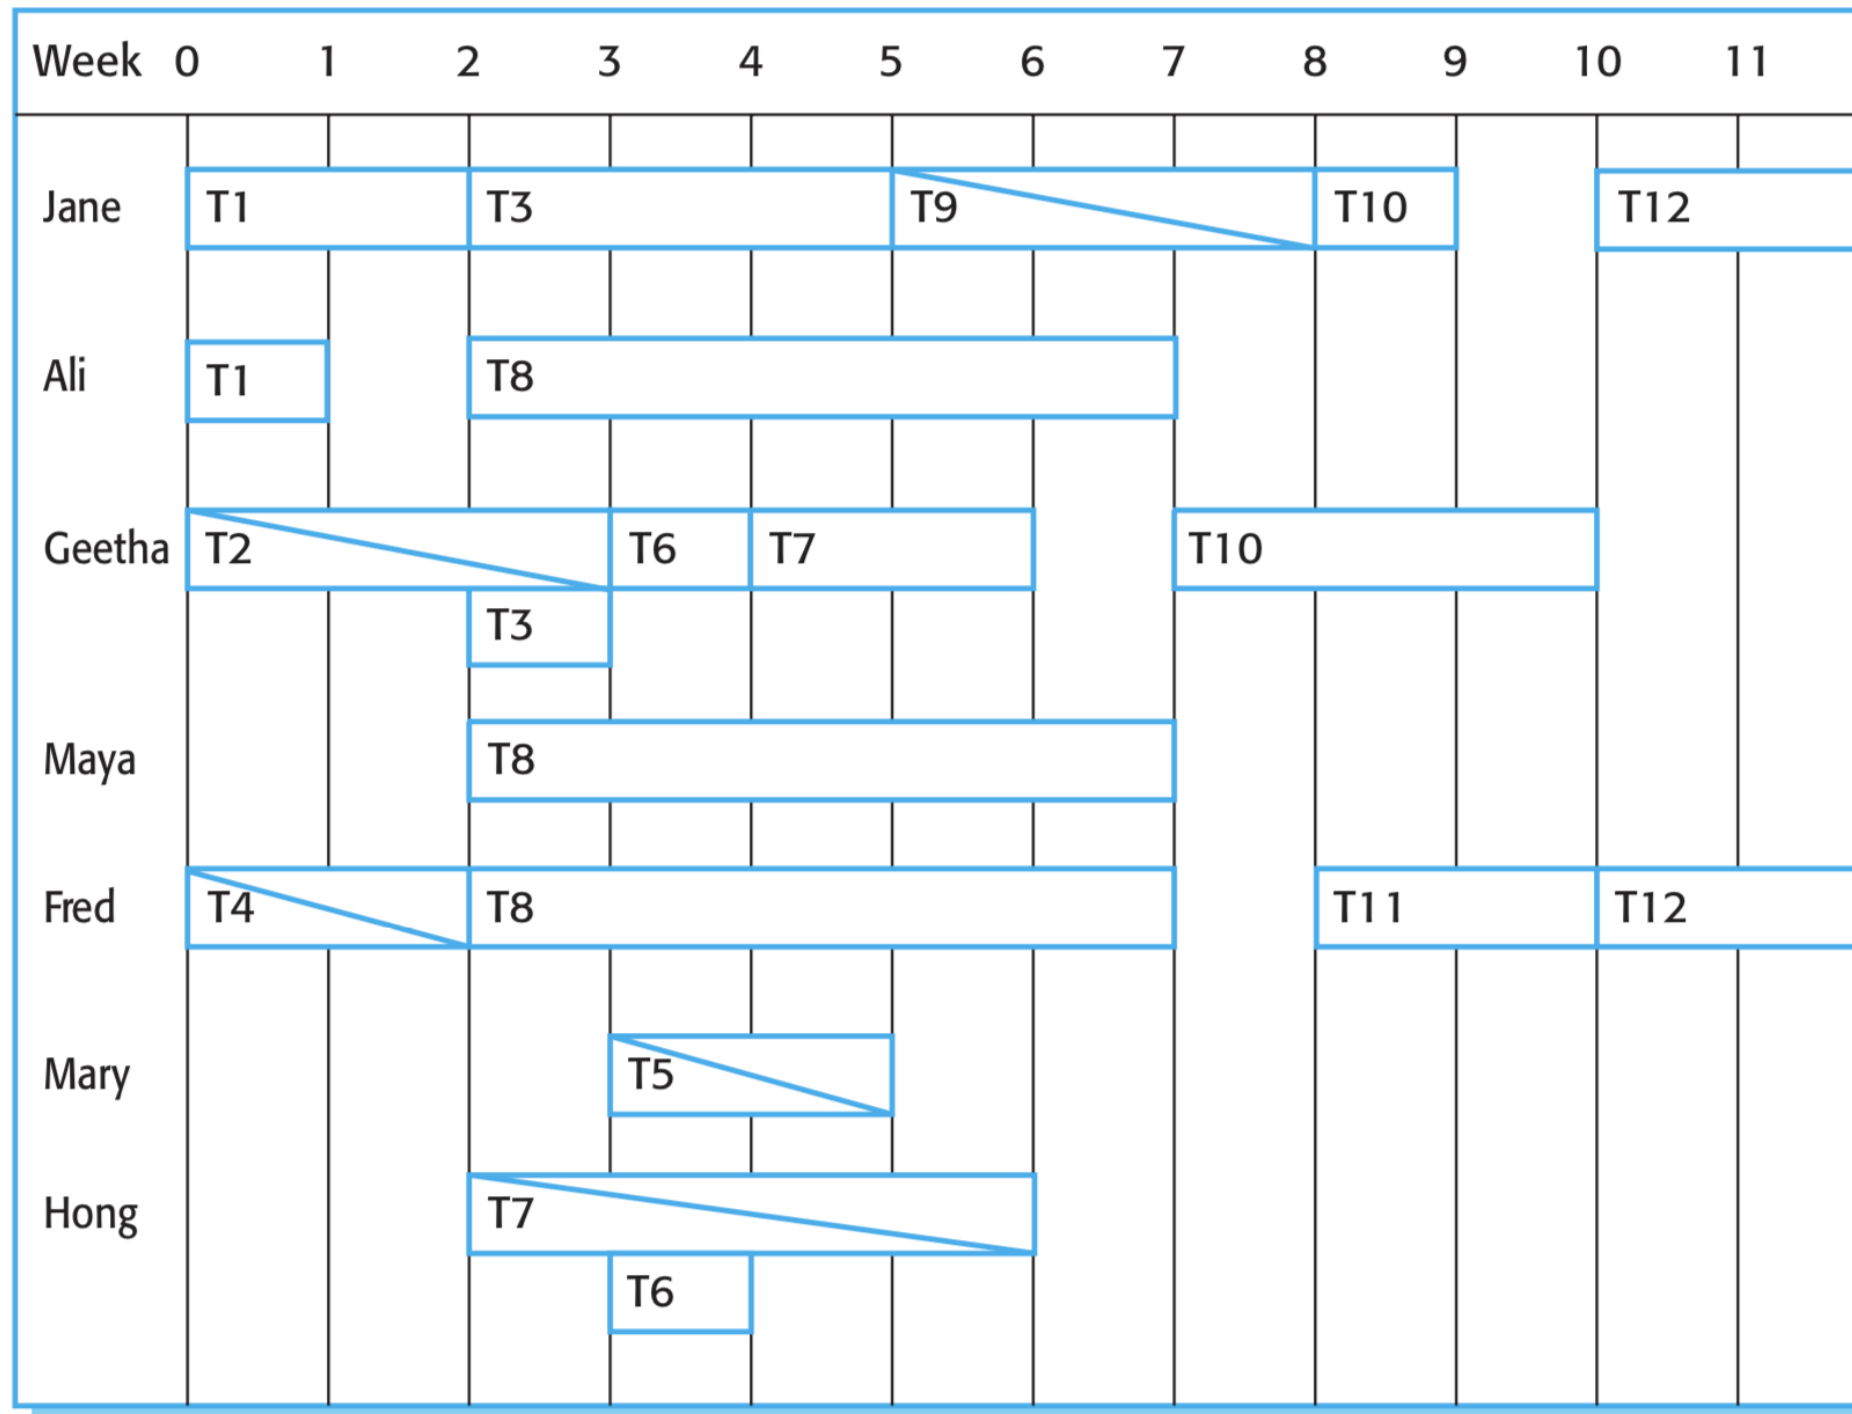 Week 0 1 2 3 4 5 6 7 8 9 10 11
Jane T1 T3 T9 T10 T12
Ali T1 T8
Geetha T2 T6 T7 T10
T3
Maya T8
Fred T4 T8 T11 T12
Mary T5
Hong T7
T6